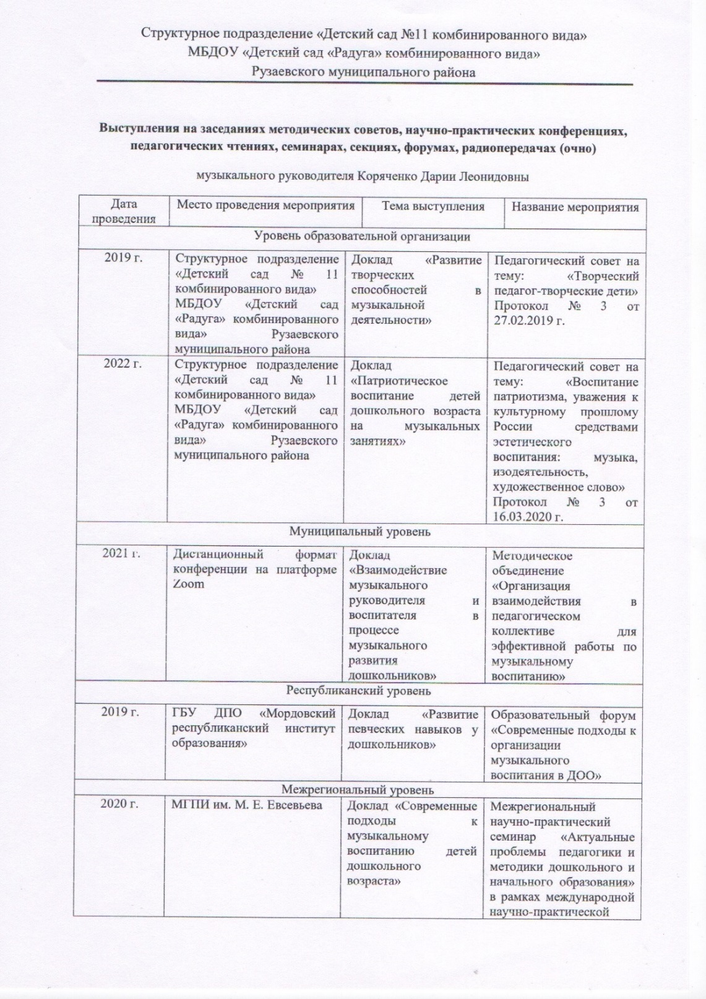 Структурное подразделение «Детский сад №11 комбинированного вида»
МБДОУ «Детский сад «Радуга» комбинированного вида»
Рузаевского муниципального района
Выступления на заседаниях методических советов, научно-практических конференциях,
педагогических чтениях, семинарах, секциях, форумах, радиопередачах (очно)
музыкального руководителя Коряченко Дарии Леонидовны
Дата
проведения
Место проведения мероприятия
Тема выступления
Название мероприятия
Уровень образовательной организации
2019 г.
Структурное подразделение
«Детский сад № 11
комбинированного вида»
МБДОУ «Детский сад
«Радуга» комбинированного
вида» Рузаевского
муниципального района
Доклад «Развитие
творческих
способностей в
музыкальной
деятельности»
Педагогический совет на
тему: «Творческий
педагог-творческие дети»
Протокол № 3 от
27.02.2019 г.
2022 г.
Структурное подразделение
«Детский сад № 11
комбинированного вида»
МБДОУ «Детский сад
«Радуга» комбинированного
вида» Рузаевского
муниципального района
Доклад
«Патриотическое
воспитание детей
дошкольного возраста
на музыкальных
занятиях»
Педагогический совет на
тему: «Воспитание
патриотизма, уважения к
культурному прошлому
России средствами
эстетического
воспитания: музыка,
изодеятельность,
художественное слово»
Протокол № 3 от
16.03.2020 г.
Муниципальный уровень
2021 г.
Дистанционный формат
конференции на платформе
Zoom
Доклад
«Взаимодействие
музыкального
руководителя и
воспитателя в
процессе
музыкального
развития
дошкольников»
Методическое
объединение
«Организация
взаимодействия в
педагогическом
коллективе для
эффективной работы по
музыкальному
воспитанию»
Республиканский уровень
2019 г.
ГБУ ДПО «Мордовский
республиканский институт
образования»
Доклад «Развитие
певческих навыков у
дошкольников»
Образовательный форум
«Современные подходы к
организации
музыкального
воспитания в ДОО»
Межрегиональный уровень
2020 г.
МГПИ им. М. Е. Евсевьева
Доклад «Современные
подходы к
музыкальному
воспитанию детей
дошкольного
возраста»
Межрегиональный
научно-практический
семинар «Актуальные
проблемы педагогики и
методики дошкольного и
начального образования»
в рамках международной
научно-практической